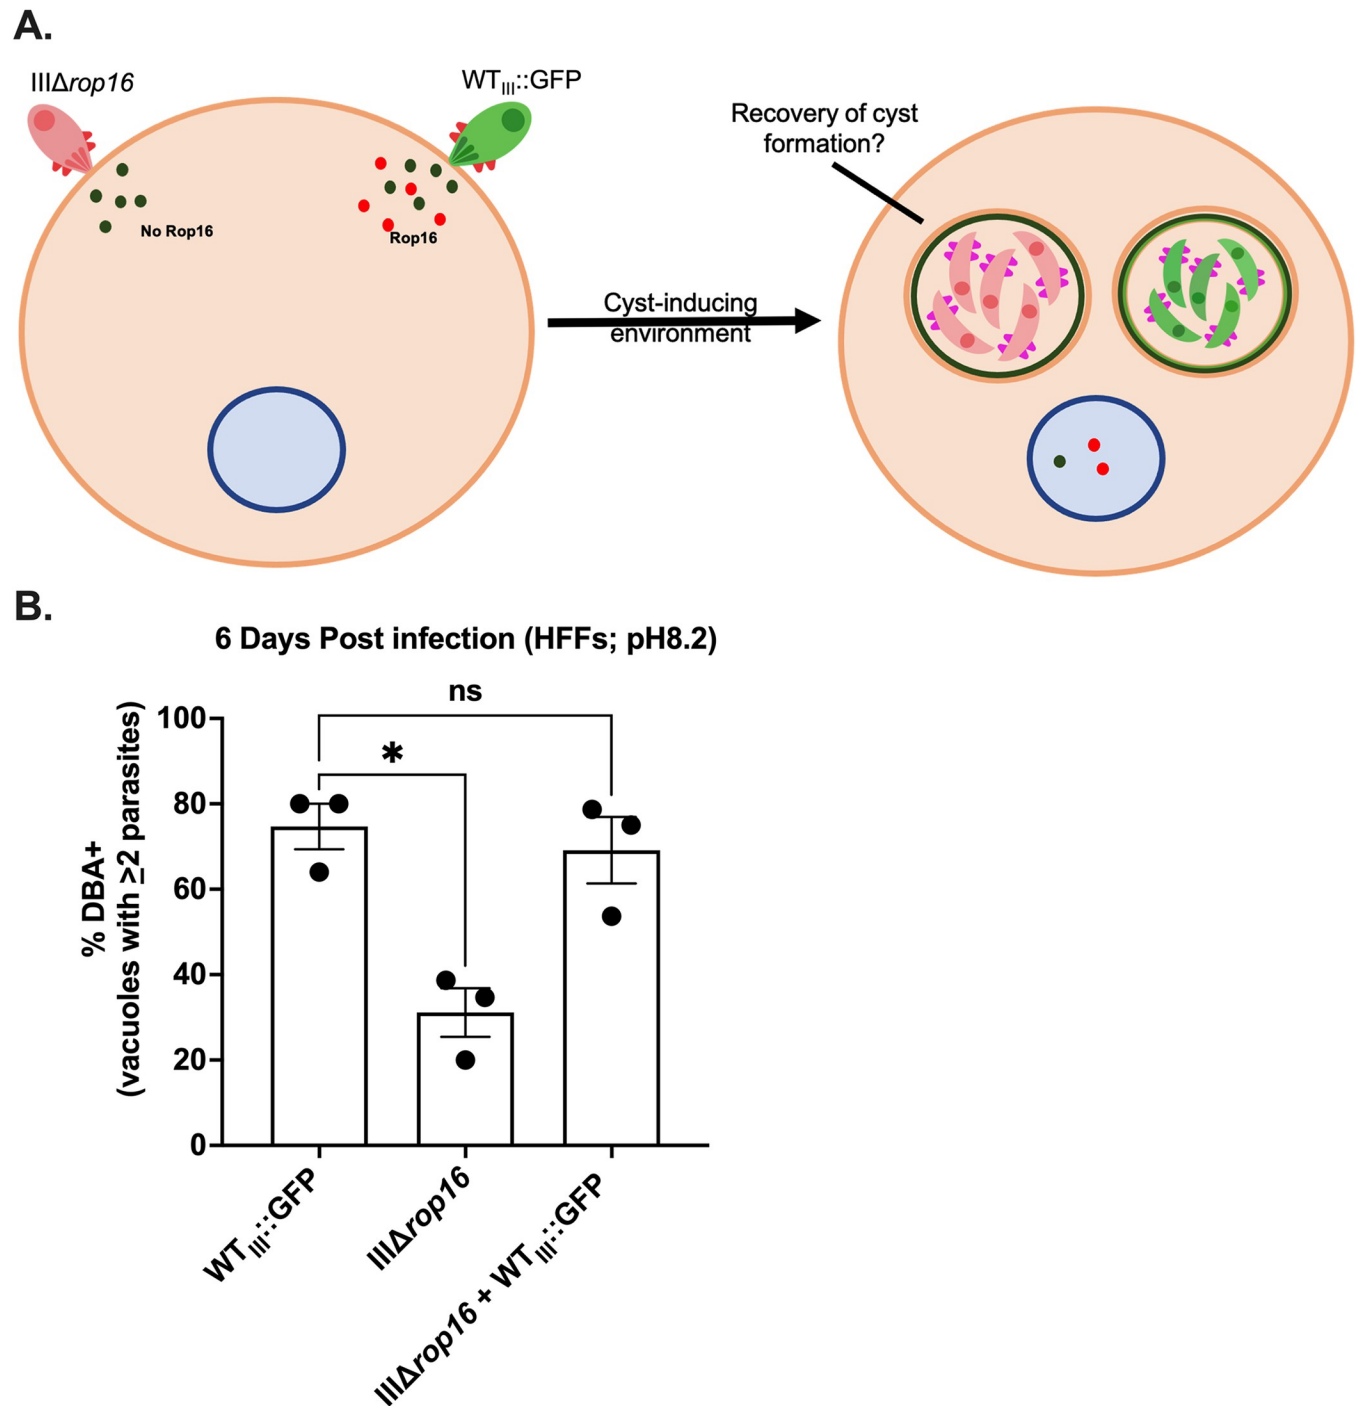 A.
IIIΔrop16
WTIII::GFP
No Rop16
Rop16
Cyst-inducing
environment
Recovery of cyst
formation?
B.
6 Days Post infection (HFFs; pH8.2)
ns
*
% DBA+
(vacuoles with ≥2 parasites)
100
80
60
40
20
0
WTIII::GFP
IIIΔrop16
IIIΔrop16 + WTIII::GFP